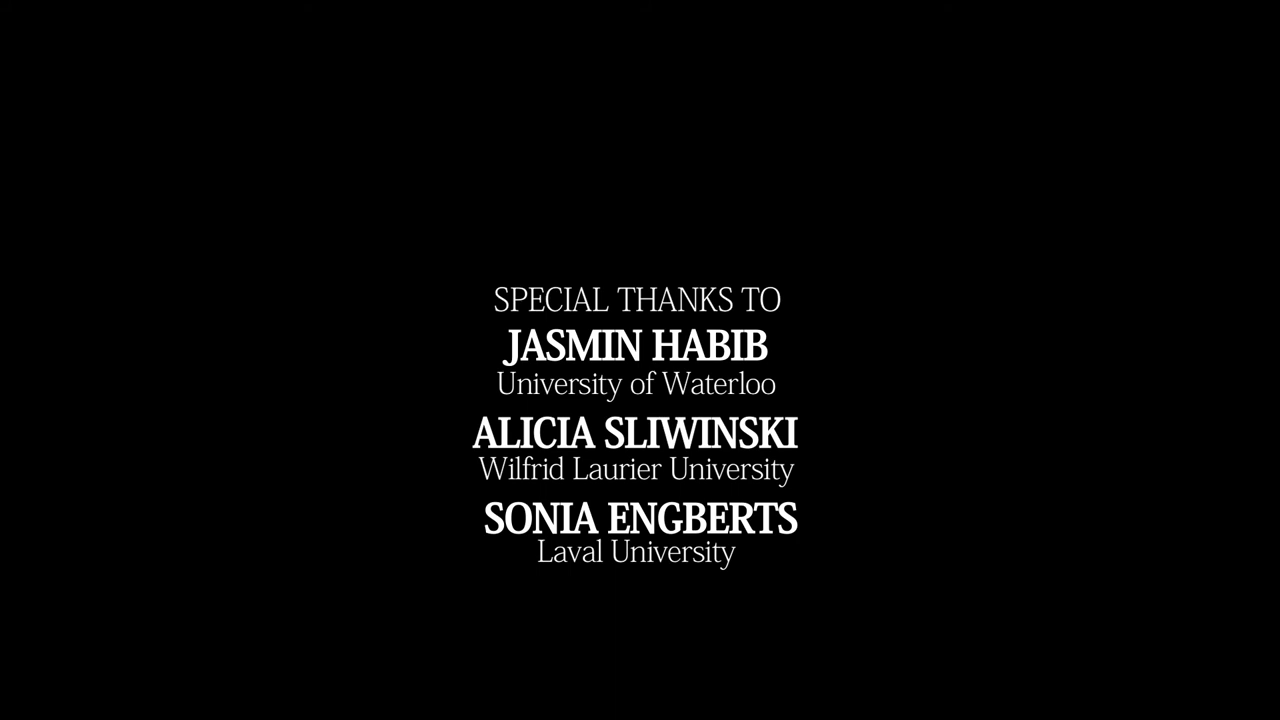 SPECIAL THANKS TO
JASMIN HABIB
University of Waterloo
ALICIA SLIWINSKI
Wilfrid Laurier University
SONIA ENGBERTS
Laval University